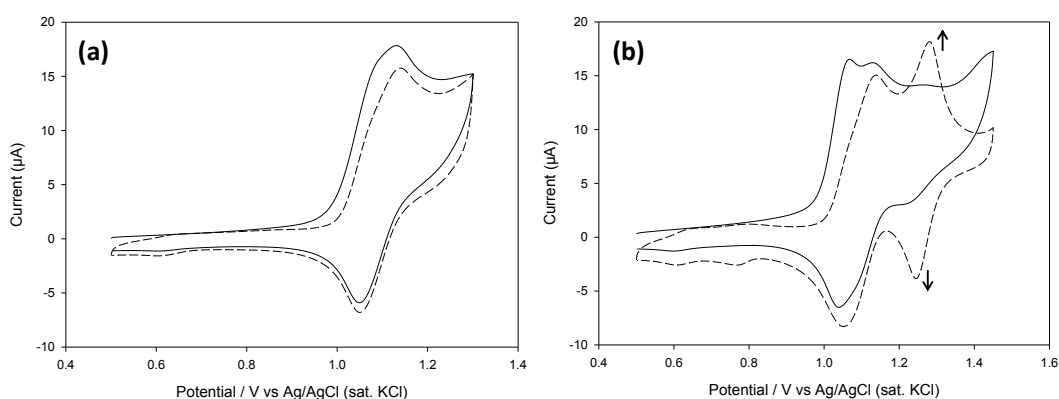 (a)
Current (µA)
20
15
10
5
0
-5
-10
0.4 0.6 0.8 1.0 1.2 1.4
Potential / V vs Ag/AgCl (sat. KCl)
(b)
Current (µA)
20
15
10
5
0
-5
-10
0.4 0.6 0.8 1.0 1.2 1.4 1.6
Potential / V vs Ag/AgCl (sat. KCl)